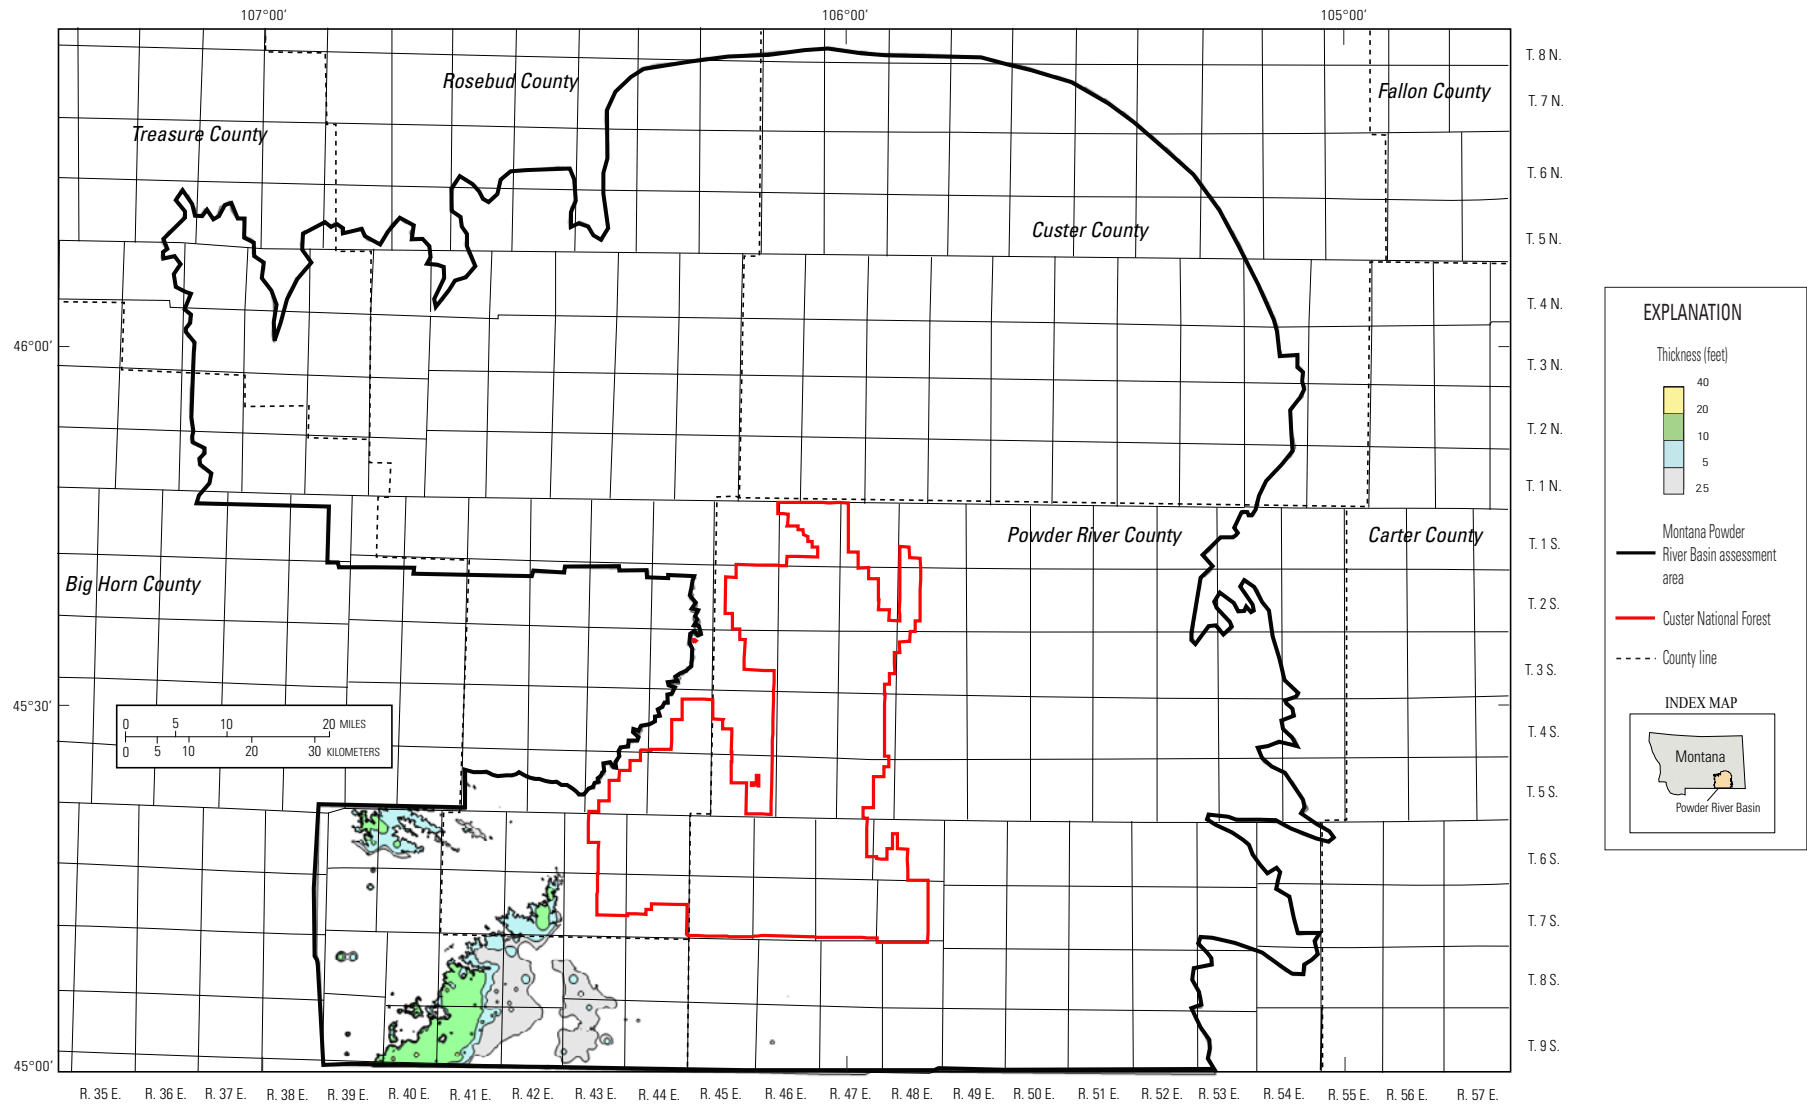 107°00′
106°00′
105°00′
T. 8 N.
Rosebud County
Fallon County
T. 7 N.
Treasure County
T. 6 N.
Custer County
T. 5 N.
T. 4 N.
46°00′
T. 3 N.
T. 2 N.
T. 1 N.
Powder River County
Carter County
T. 1 S.
Big Horn County
T. 2 S.
T. 3 S.
45°30′
0 5 10 20 MILES
0 5 10 20 30 KILOMETERS
T. 4 S.
T. 5 S.
T. 6 S.
T. 7 S.
T. 8 S.
T. 9 S.
45°00′
R. 35 E. R. 36 E. R. 37 E. R. 38 E. R. 39 E. R. 40 E. R. 41 E. R. 42 E. R. 43 E. R. 44 E. R. 45 E. R. 46 E. R. 47 E. R. 48 E. R. 49 E. R. 50 E. R. 51 E. R. 52 E. R. 53 E. R. 54 E. R. 55 E. R. 56 E. R. 57 E.
EXPLANATION
Thickness (feet)
40
20
10
5
2.5
Montana Powder
River Basin assessment
area
Custer National Forest
County line
INDEX MAP
Montana
Powder River Basin